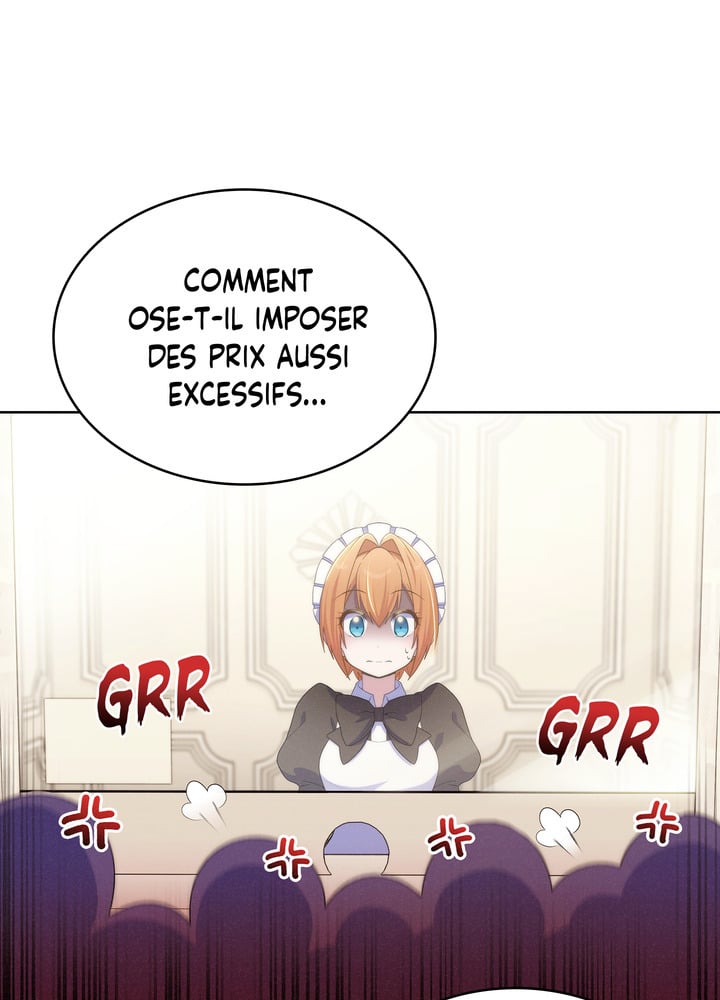 COMMENT
OSE-T-IL IMPOSER
DES PRIX AUSSI
EXCESSIFS...
GRR
GRR